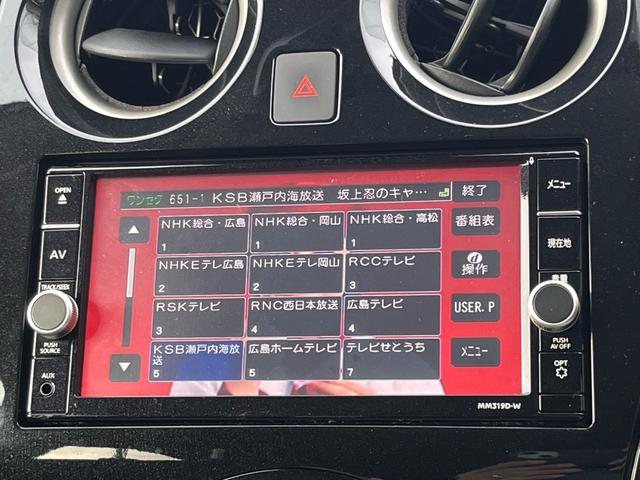 OPEN
AV
TRACK/SEEK
PUSH
SOURCE
AUX
ワンセグ 651-1 KSB瀬戸内海放送 坂上忍のキャ…
終了
NHK総合・広島
1
NHK総合・岡山
1
NHK総合・高松
1
番組表
NHKEテレ広島
2
NHKEテレ岡山
2
RCCテレビ
3
d操作
RSKテレビ
3
RNC西日本放送
4
広島テレビ
4
USER. P
KSB瀬戸内海放
送
5
広島ホームテレビ
5
テレビせとうち
7
メニュー
MM319D-W
メニュー
現在地
音量
PUSH
AV OFF
OPT